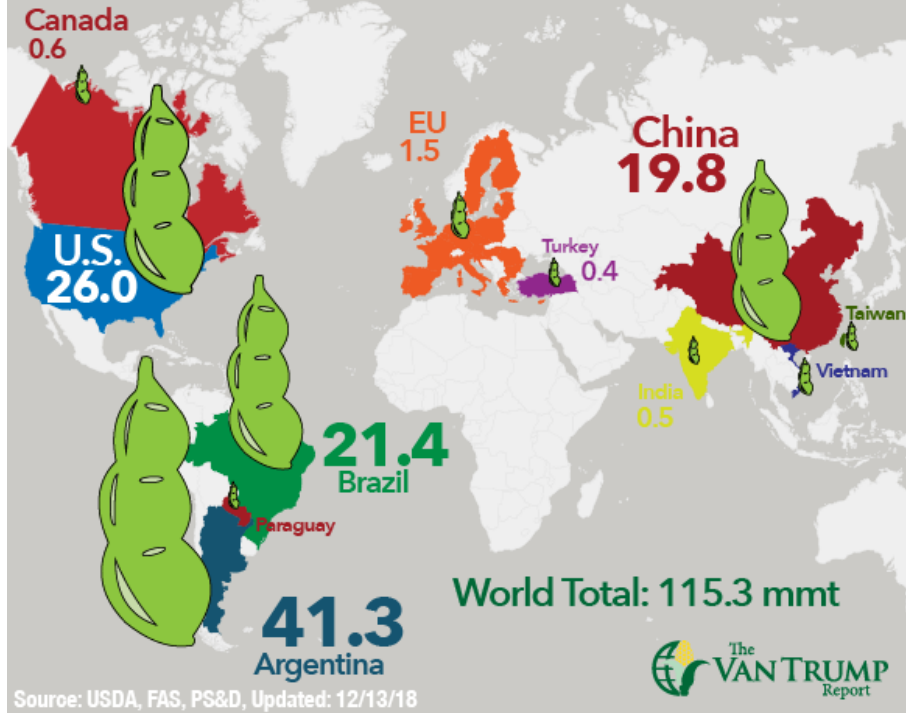 Canada
0.6
EU
1.5
China
19.8
U.S.
26.0
Turkey
0.4
Taiwan
Vietnam
India
0.5
21.4
Brazil
Paraguay
World Total: 115.3 mmt
41.3
Argentina
The
VAN TRUMP
Report
Source: USDA, FAS, PS&D, Updated: 12/13/18